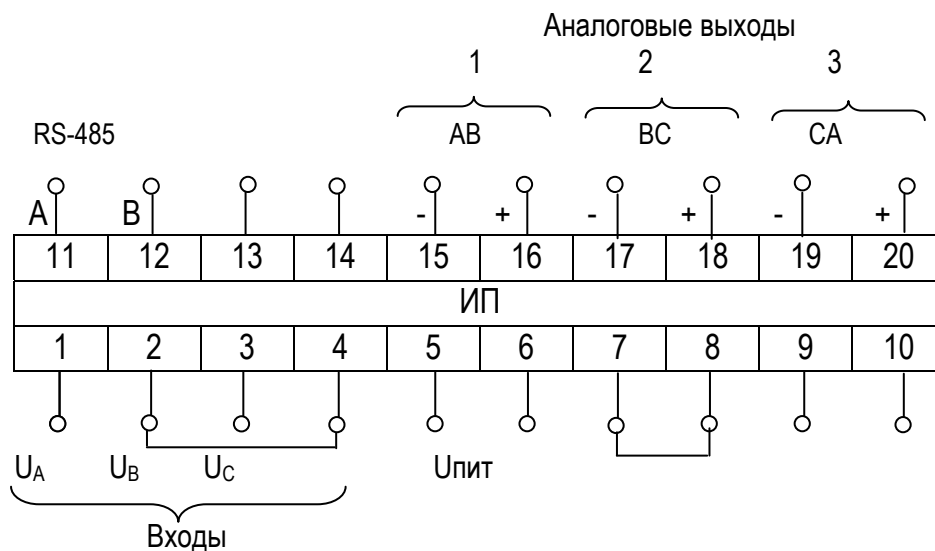 Аналоговые выходы
1 2 3
RS-485 AB BC CA
A B - + - + - +
11 12 13 14 15 16 17 18 19 20
ИП
1 2 3 4 5 6 7 8 9 10
UA UB UC Uпит
Входы